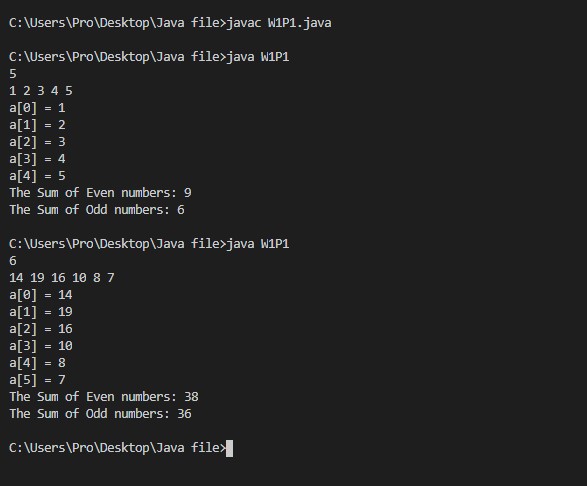 C:\Users\Pro\Desktop\Java file>javac W1P1.java
C:\Users\Pro\Desktop\Java file>java W1P1
5
1 2 3 4 5
a[0] = 1
a[1] = 2
a[2] = 3
a[3] = 4
a[4] = 5
The Sum of Even numbers: 9
The Sum of Odd numbers: 6
C:\Users\Pro\Desktop\Java file>java W1P1
6
14 19 16 10 8 7
a[0] = 14
a[1] = 19
a[2] = 16
a[3] = 10
a[4] = 8
a[5] = 7
The Sum of Even numbers: 38
The Sum of Odd numbers: 36
C:\Users\Pro\Desktop\Java file>